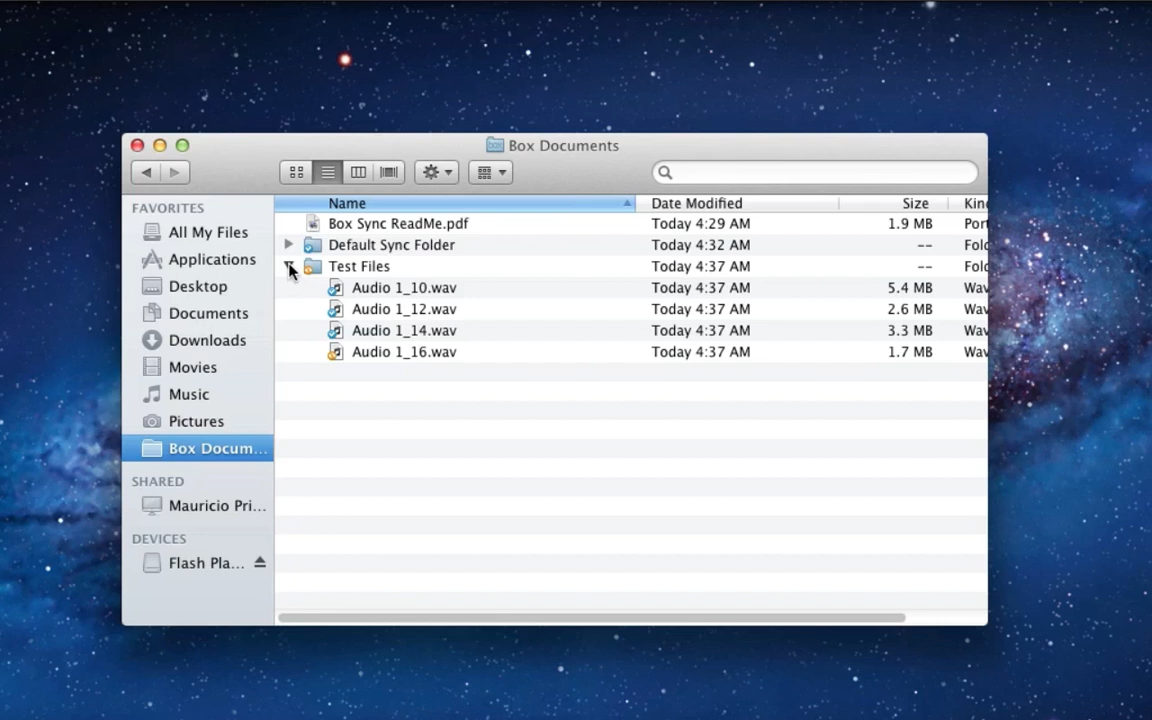 Box Documents
FAVORITES
All My Files
Applications
Desktop
Documents
Downloads
Movies
Music
Pictures
Box Docum...
SHARED
Mauricio Pri...
DEVICES
Flash Pla...
Name Date Modified Size Kin
Box Sync ReadMe.pdf Today 4:29 AM 1.9 MB Por
Default Sync Folder Today 4:32 AM -- Fol
Test Files Today 4:37 AM -- Fol
Audio 1_10.wav Today 4:37 AM 5.4 MB Wav
Audio 1_12.wav Today 4:37 AM 2.6 MB Wav
Audio 1_14.wav Today 4:37 AM 3.3 MB Wav
Audio 1_16.wav Today 4:37 AM 1.7 MB Wav